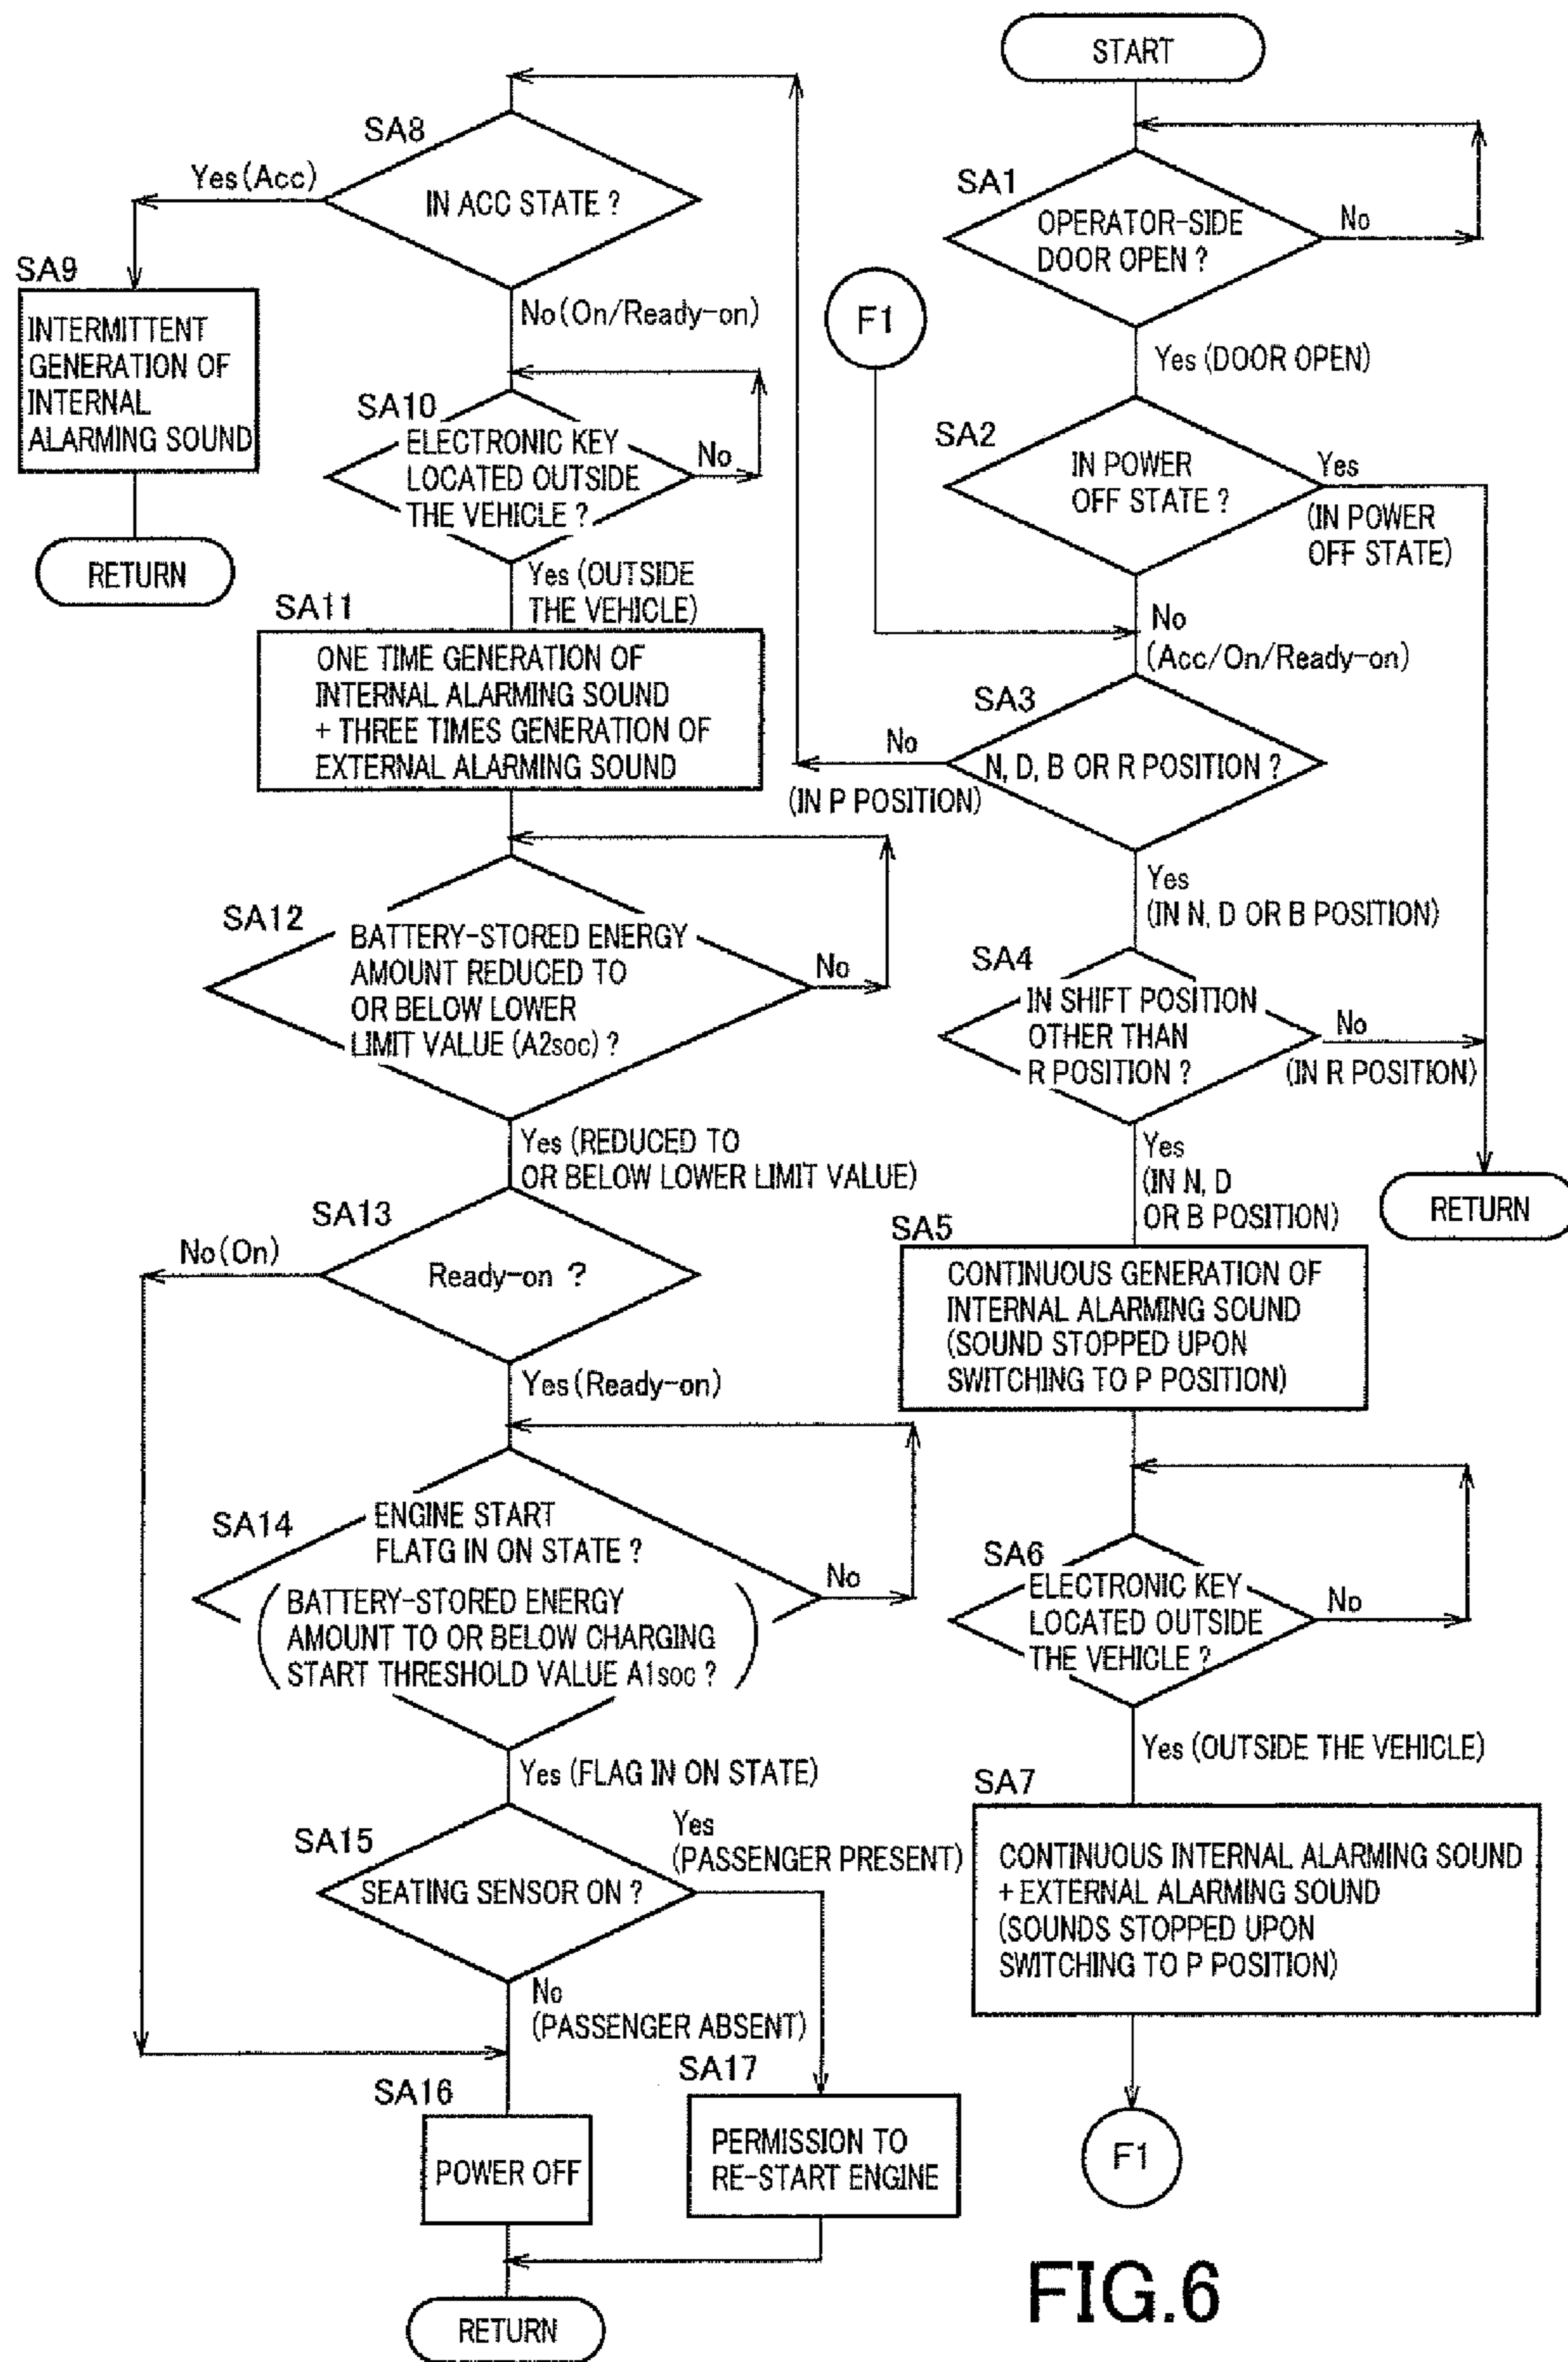 START
SA1
OPERATOR-SIDE
DOOR OPEN ?
No
Yes (DOOR OPEN)
F1
SA2
IN POWER
OFF STATE ?
Yes
(IN POWER
OFF STATE)
No
(Acc/On/Ready-on)
SA3
N, D, B OR R POSITION ?
No
(IN P POSITION)
Yes
(IN N, D OR B POSITION)
SA4
IN SHIFT POSITION
OTHER THAN
R POSITION ?
No
(IN R POSITION)
RETURN
Yes
(IN N, D
OR B POSITION)
SA5
CONTINUOUS GENERATION OF
INTERNAL ALARMING SOUND
(SOUND STOPPED UPON
SWITCHING TO P POSITION)
SA6
ELECTRONIC KEY
LOCATED OUTSIDE
THE VEHICLE ?
No
Yes (OUTSIDE THE VEHICLE)
SA7
CONTINUOUS INTERNAL ALARMING SOUND
+ EXTERNAL ALARMING SOUND
(SOUNDS STOPPED UPON
SWITCHING TO P POSITION)
F1
SA8
IN ACC STATE ?
Yes(Acc)
SA9
INTERMITTENT
GENERATION OF
INTERNAL
ALARMING SOUND
RETURN
No(On/Ready-on)
SA10
ELECTRONIC KEY
LOCATED OUTSIDE
THE VEHICLE ?
No
Yes (OUTSIDE
THE VEHICLE)
SA11
ONE TIME GENERATION OF
INTERNAL ALARMING SOUND
+ THREE TIMES GENERATION OF
EXTERNAL ALARMING SOUND
SA12
BATTERY-STORED ENERGY
AMOUNT REDUCED TO
OR BELOW LOWER
LIMIT VALUE (A2soc) ?
No
Yes (REDUCED TO
OR BELOW LOWER LIMIT VALUE)
SA13
Ready-on ?
No(On)
Yes(Ready-on)
SA14
ENGINE START
FLATG IN ON STATE ?
(BATTERY-STORED ENERGY
AMOUNT TO OR BELOW CHARGING
START THRESHOLD VALUE A1soc ?)
No
Yes (FLAG IN ON STATE)
SA15
SEATING SENSOR ON ?
Yes
(PASSENGER PRESENT)
No
(PASSENGER ABSENT)
SA16
POWER OFF
SA17
PERMISSION TO
RE-START ENGINE
RETURN
FIG.6